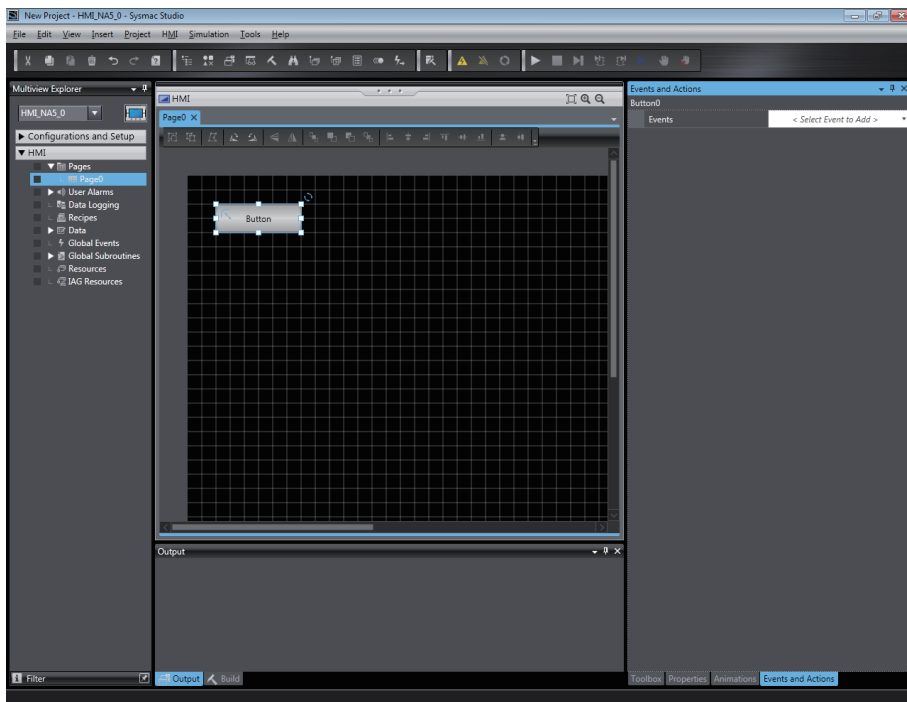 New Project - HMI_NA5_0 - Sysmac Studio
File Edit View Insert Project HMI Simulation Tools Help
Multiview Explorer
HMI_NA5_0
Configurations and Setup
HMI
Pages
Page0
User Alarms
Data Logging
Recipes
Data
Global Events
Global Subroutines
Resources
IAG Resources
Filter
HMI
Page0
Button
Output
Output Build
Events and Actions
Button0
Events < Select Event to Add >
Toolbox Properties Animations Events and Actions